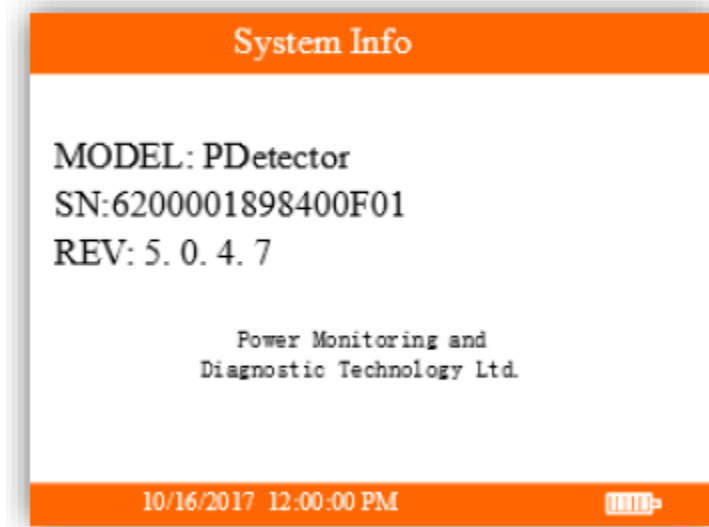 System Info
MODEL: PDetector
SN:6200001898400F01
REV: 5. 0. 4. 7
Power Monitoring and
Diagnostic Technology Ltd.
10/16/2017 12:00:00 PM